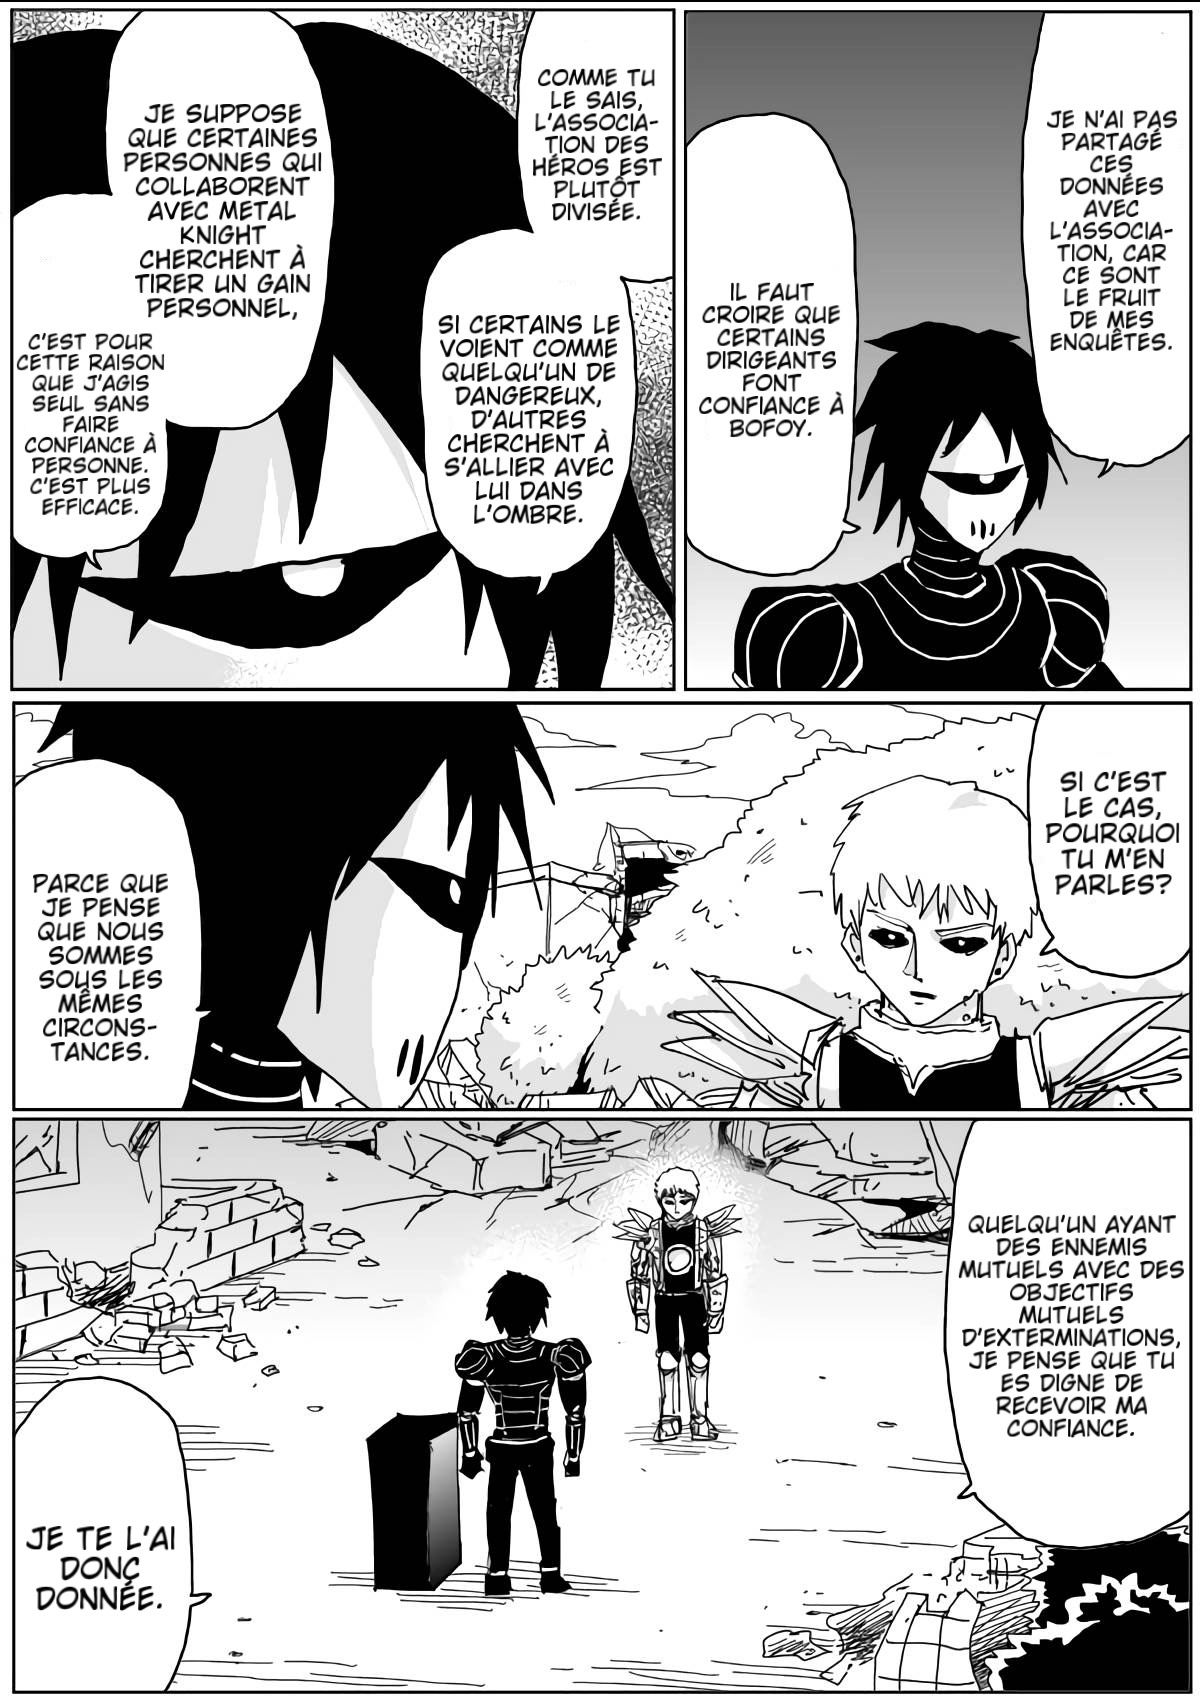 JE N'AI PAS
PARTAGÉ
CES
DONNÉES
AVEC
L'ASSOCIA-
TION, CAR
CE SONT
LE FRUIT
DE MES
ENQUÊTES.
IL FAUT
CROIRE QUE
CERTAINS
DIRIGEANTS
FONT
CONFIANCE À
BOFOY.
COMME TU
LE SAIS,
L'ASSOCIA-
TION DES
HÉROS EST
PLUTÔT
DIVISÉE.
SI CERTAINS LE
VOIENT COMME
QUELQU'UN DE
DANGEREUX,
D'AUTRES
CHERCHENT À
S'ALLIER AVEC
LUI DANS
L'OMBRE.
JE SUPPOSE
QUE CERTAINES
PERSONNES QUI
COLLABORENT
AVEC METAL
KNIGHT
CHERCHENT À
TIRER UN GAIN
PERSONNEL,
C'EST POUR
CETTE RAISON
QUE J'AGIS
SEUL SANS
FAIRE
CONFIANCE À
PERSONNE.
C'EST PLUS
EFFICACE.
SI C'EST
LE CAS,
POURQUOI
TU M'EN
PARLES?
PARCE QUE
JE PENSE
QUE NOUS
SOMMES
SOUS LES
MÊMES
CIRCONS-
TANCES.
QUELQU'UN AYANT
DES ENNEMIS
MUTUELS AVEC DES
OBJECTIFS
MUTUELS
D'EXTERMINATIONS,
JE PENSE QUE TU
ES DIGNE DE
RECEVOIR MA
CONFIANCE.
JE TE L'AI
DONC
DONNÉE.